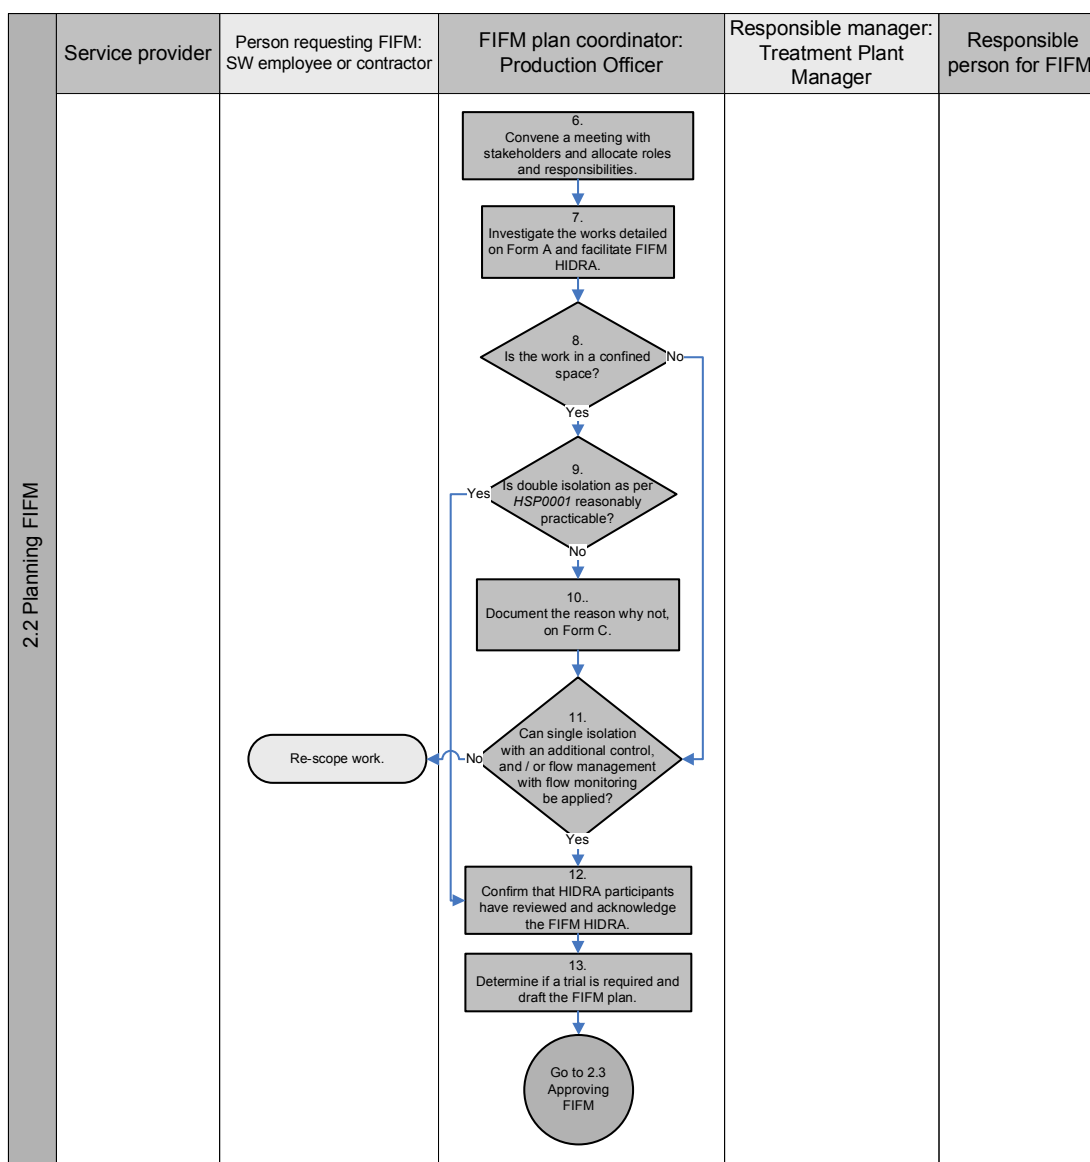 Service provider
Person requesting FIFM:
SW employee or contractor
FIFM plan coordinator:
Production Officer
Responsible manager:
Treatment Plant
Manager
Responsible
person for FIFM
2.2 Planning FIFM
6.
Convene a meeting with
stakeholders and allocate roles
and responsibilities.
7.
Investigate the works detailed
on Form A and facilitate FIFM
HIDRA.
8.
Is the work in a confined
space?
No
Yes
9.
Is double isolation as per
HSP0001 reasonably
practicable?
Yes
No
10..
Document the reason why not,
on Form C.
11.
Can single isolation
with an additional control,
and / or flow management
with flow monitoring
be applied?
No
Re-scope work.
Yes
12.
Confirm that HIDRA participants
have reviewed and acknowledge
the FIFM HIDRA.
13.
Determine if a trial is required and
draft the FIFM plan.
Go to 2.3
Approving
FIFM